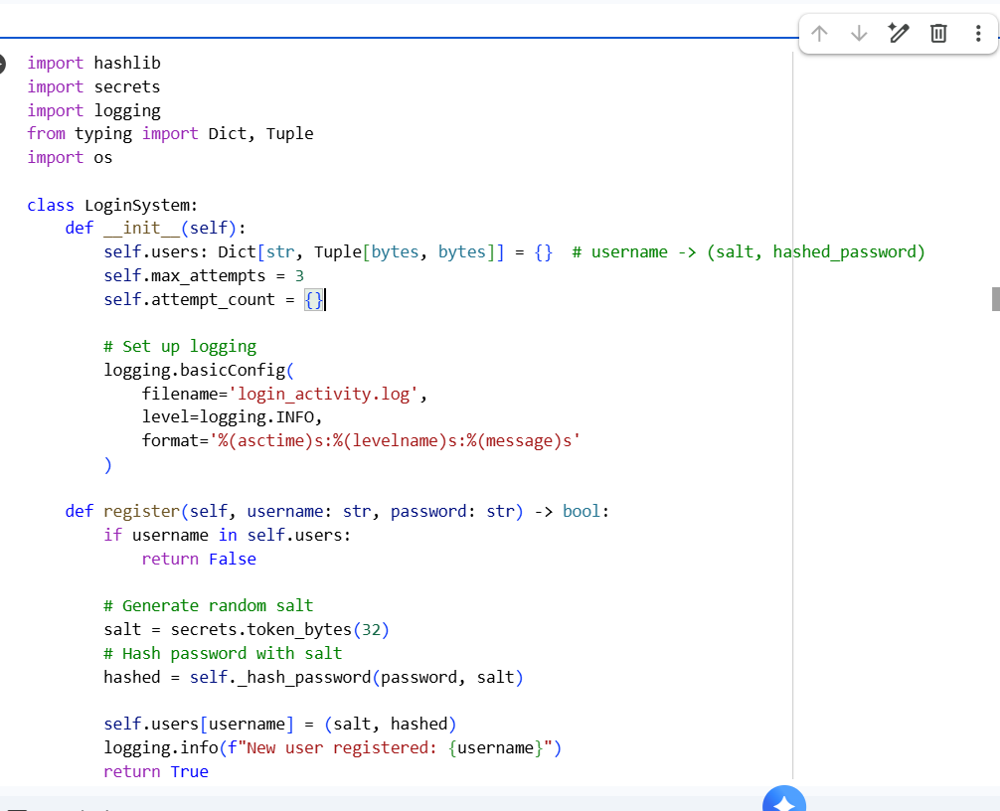 import hashlib
import secrets
import logging
from typing import Dict, Tuple
import os

class LoginSystem:
    def __init__(self):
        self.users: Dict[str, Tuple[bytes, bytes]] = {}  # username -> (salt, hashed_password)
        self.max_attempts = 3
        self.attempt_count = {}

        # Set up logging
        logging.basicConfig(
            filename='login_activity.log',
            level=logging.INFO,
            format='%(asctime)s:%(levelname)s:%(message)s'
        )

    def register(self, username: str, password: str) -> bool:
        if username in self.users:
            return False

        # Generate random salt
        salt = secrets.token_bytes(32)
        # Hash password with salt
        hashed = self._hash_password(password, salt)

        self.users[username] = (salt, hashed)
        logging.info(f"New user registered: {username}")
        return True